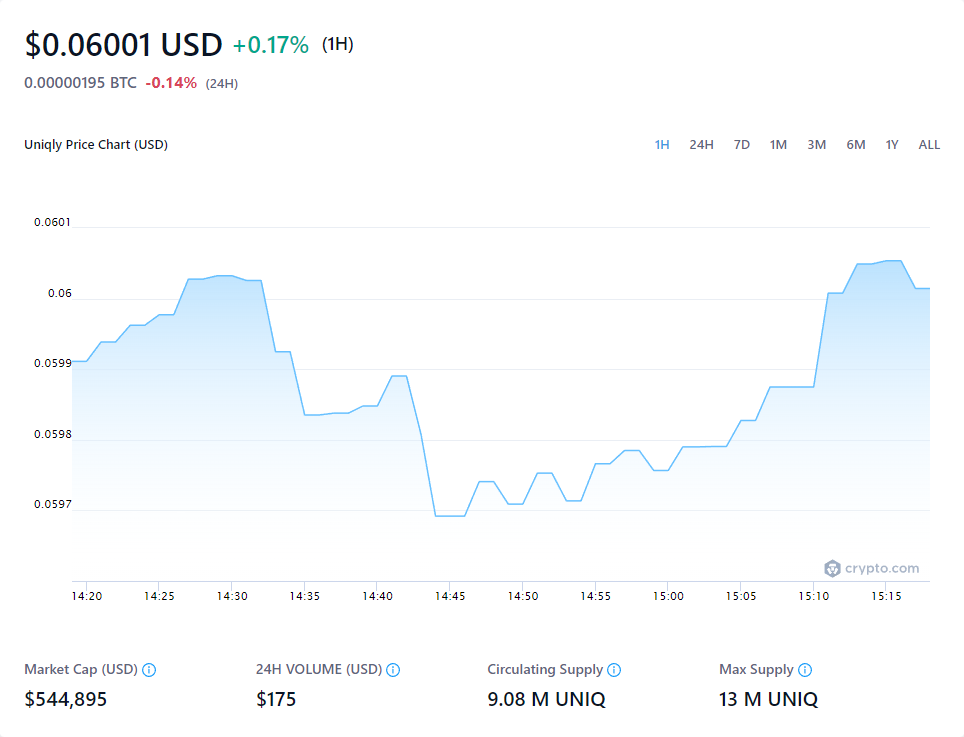 $0.06001 USD +0.17% (1H)
0.00000195 BTC -0.14% (24H)
Uniqly Price Chart (USD) 1H 24H 7D 1M 3M 6M 1Y ALL
0.0601
0.06
0.0599
0.0598
0.0597
crypto.com
14:20 14:25 14:30 14:35 14:40 14:45 14:50 14:55 15:00 15:05 15:10 15:15
Market Cap (USD) 24H VOLUME (USD) Circulating Supply Max Supply
$544,895 $175 9.08 M UNIQ 13 M UNIQ